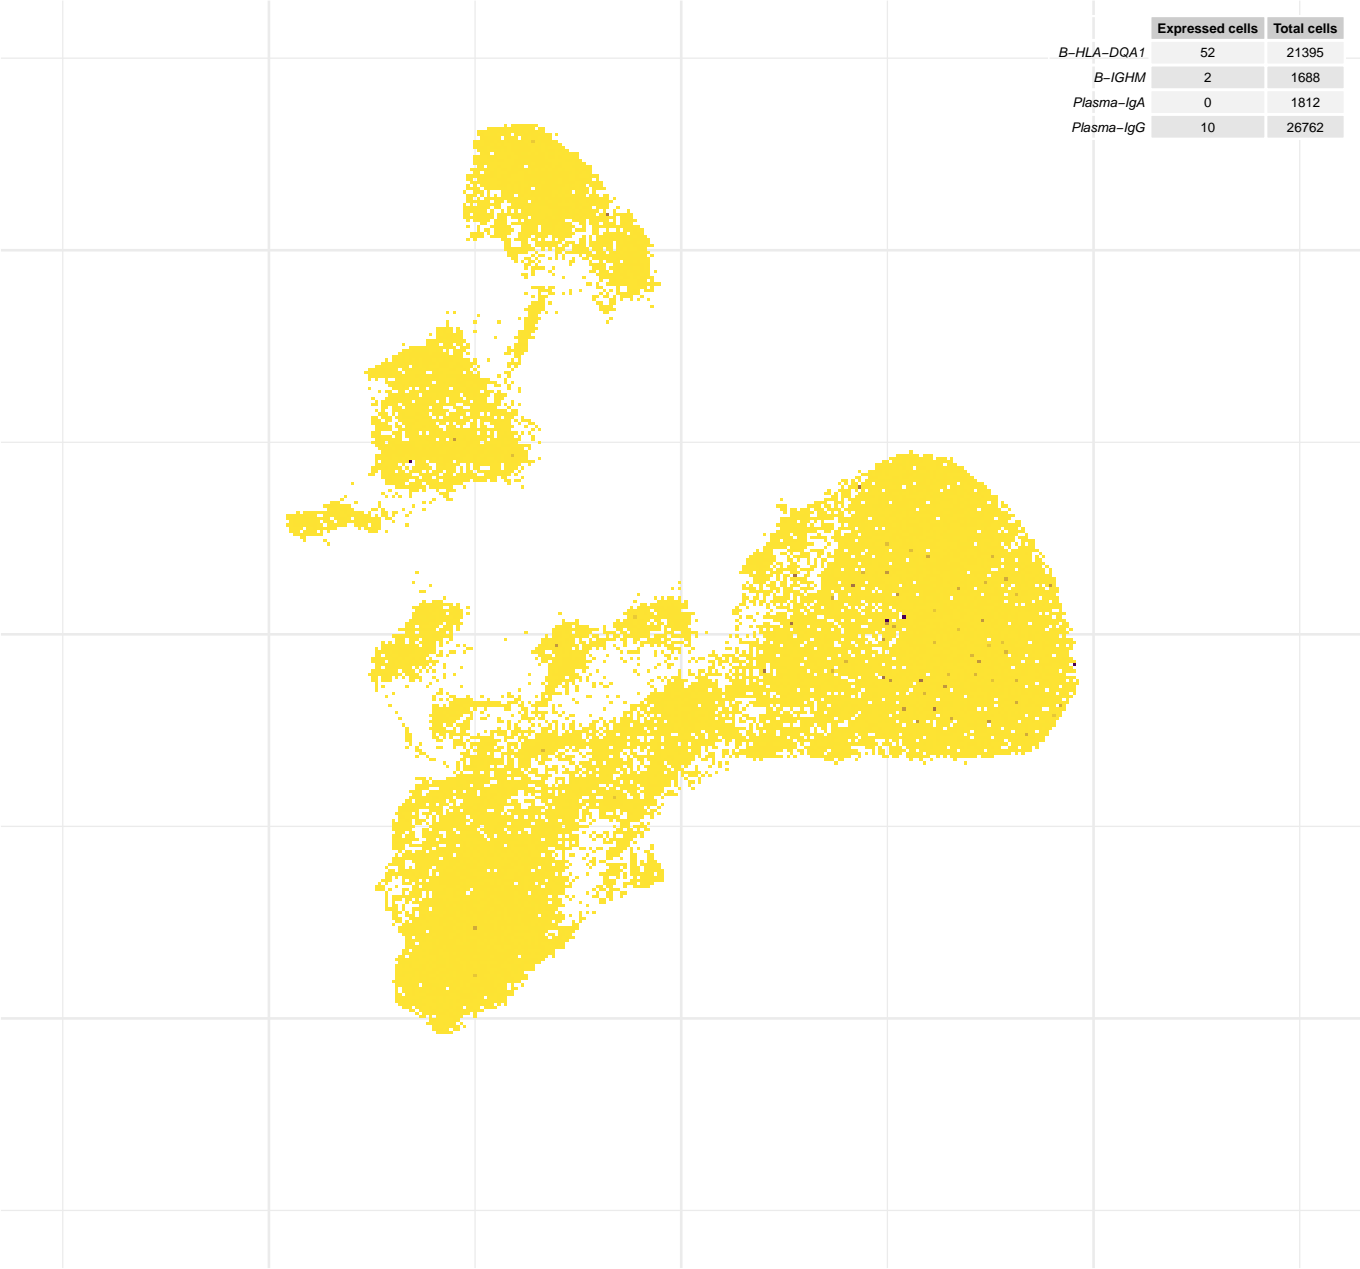 Expressed cells Total cells
B−HLA−DQA1 52 21395
B−IGHM 2 1688
Plasma−IgA 0 1812
Plasma−IgG 10 26762